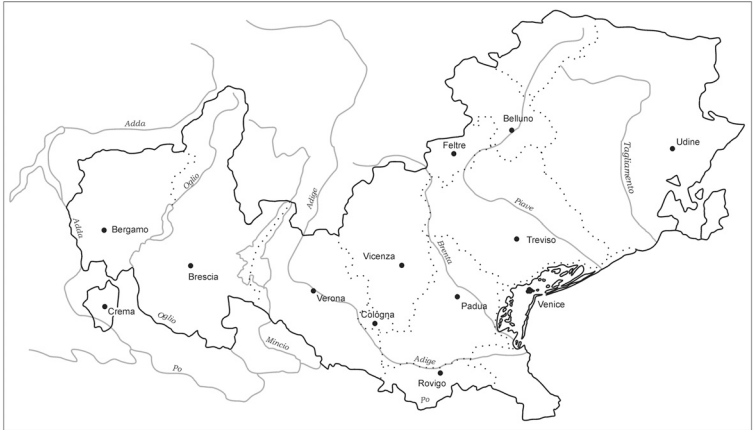 Adda
Belluno
Feltre
Udine
Tagliamento
Oglio
Adige
Piave
Adda
Bergamo
Treviso
Brenta
Vicenza
Brescia
Verona
Padua
Venice
Crema
Oglio
Cologna
Mincio
Adige
Po
Rovigo
Po